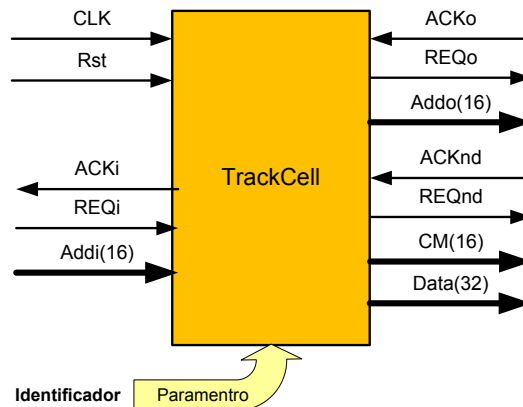 CLK
Rst
ACKi
REQi
Addi(16)
TrackCell
ACKo
REQo
Addo(16)
ACKnd
REQnd
CM(16)
Data(32)
Identificador
Paramentro